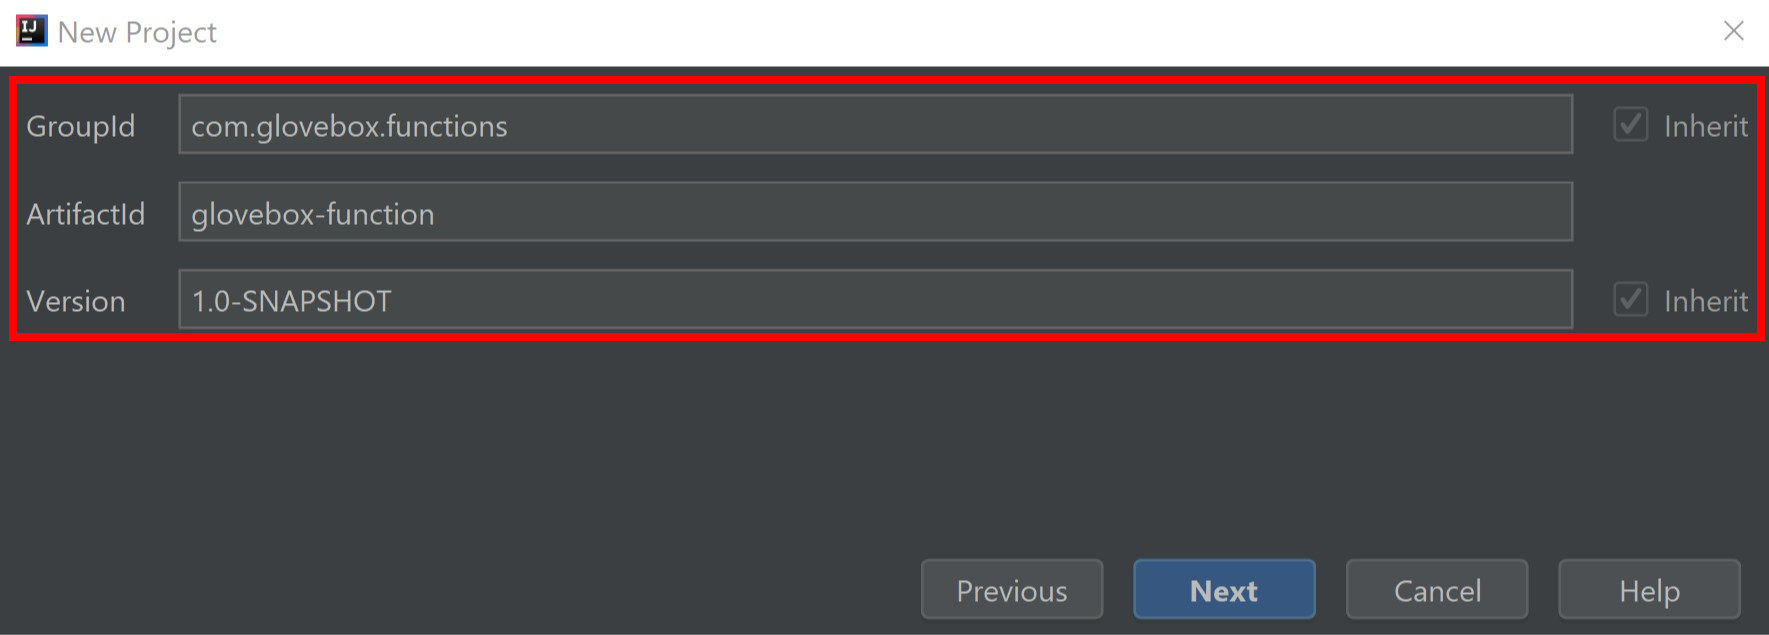 IJ New Project
GroupId com.glovebox.functions Inherit
ArtifactId glovebox-function
Version 1.0-SNAPSHOT Inherit
Previous Next Cancel Help